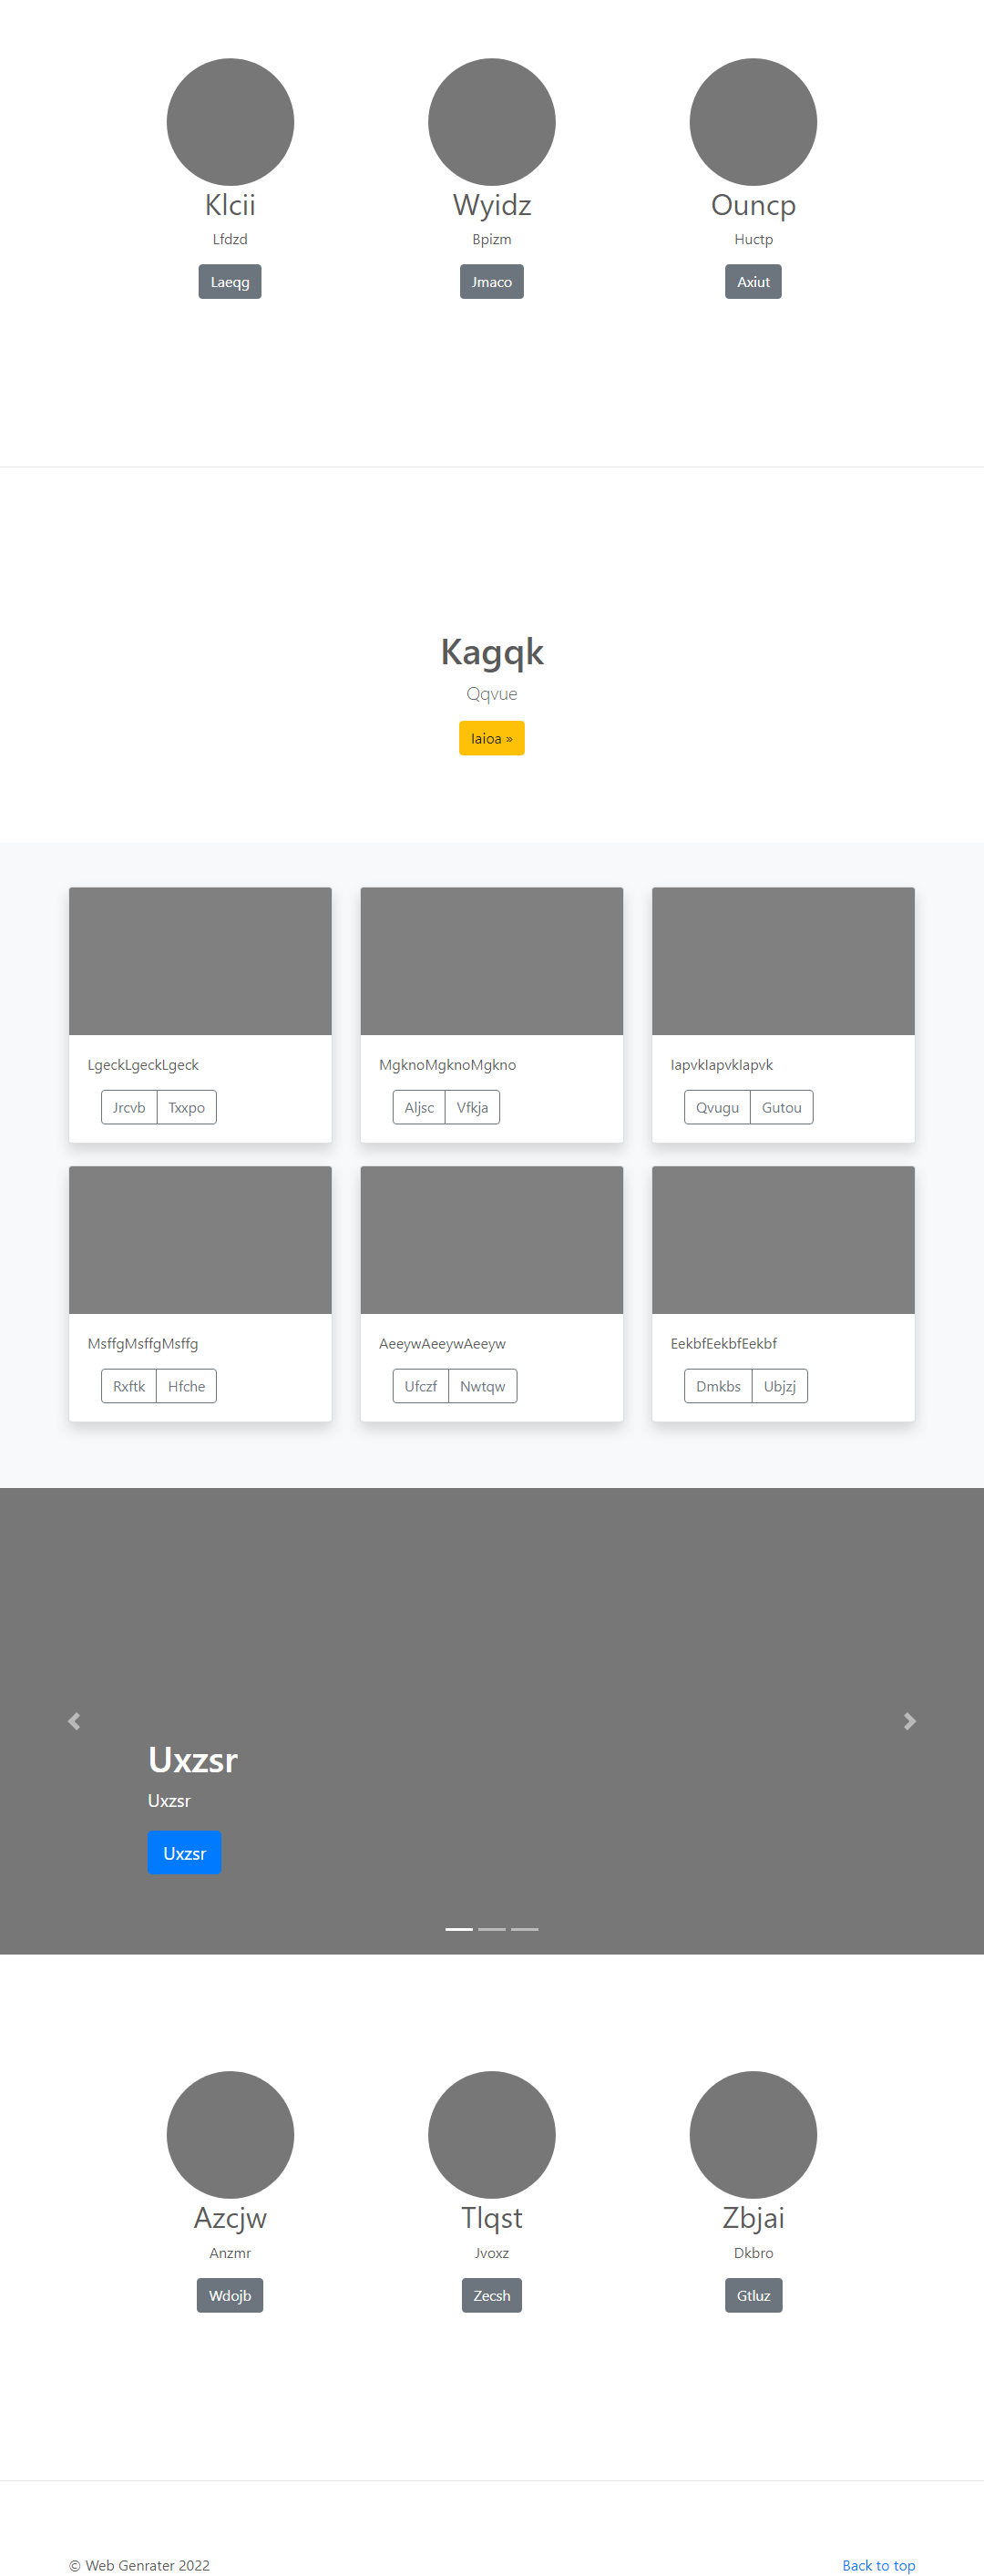 Klcii Wyidz Ouncp
Lfdzd Bpizm Huctp
Laeqg Jmaco Axiut
Kagqk
Qqvue
Iaioa »
LgeckLgeckLgeck MgknoMgknoMgkno IapvkIapvkIapvk
Jrcvb Txxpo Aljsc Vfkja Qvugu Gutou
MsffgMsffgMsffg AeeywAeeywAeeyw EekbfEekbfEekbf
Rxftk Hfche Ufczf Nwtqw Dmkbs Ubjzj
Uxzsr
Uxzsr
Uxzsr
Azcjw Tlqst Zbjai
Anzmr Jvoxz Dkbro
Wdojb Zecsh Gtluz
© Web Genrater 2022 Back to top